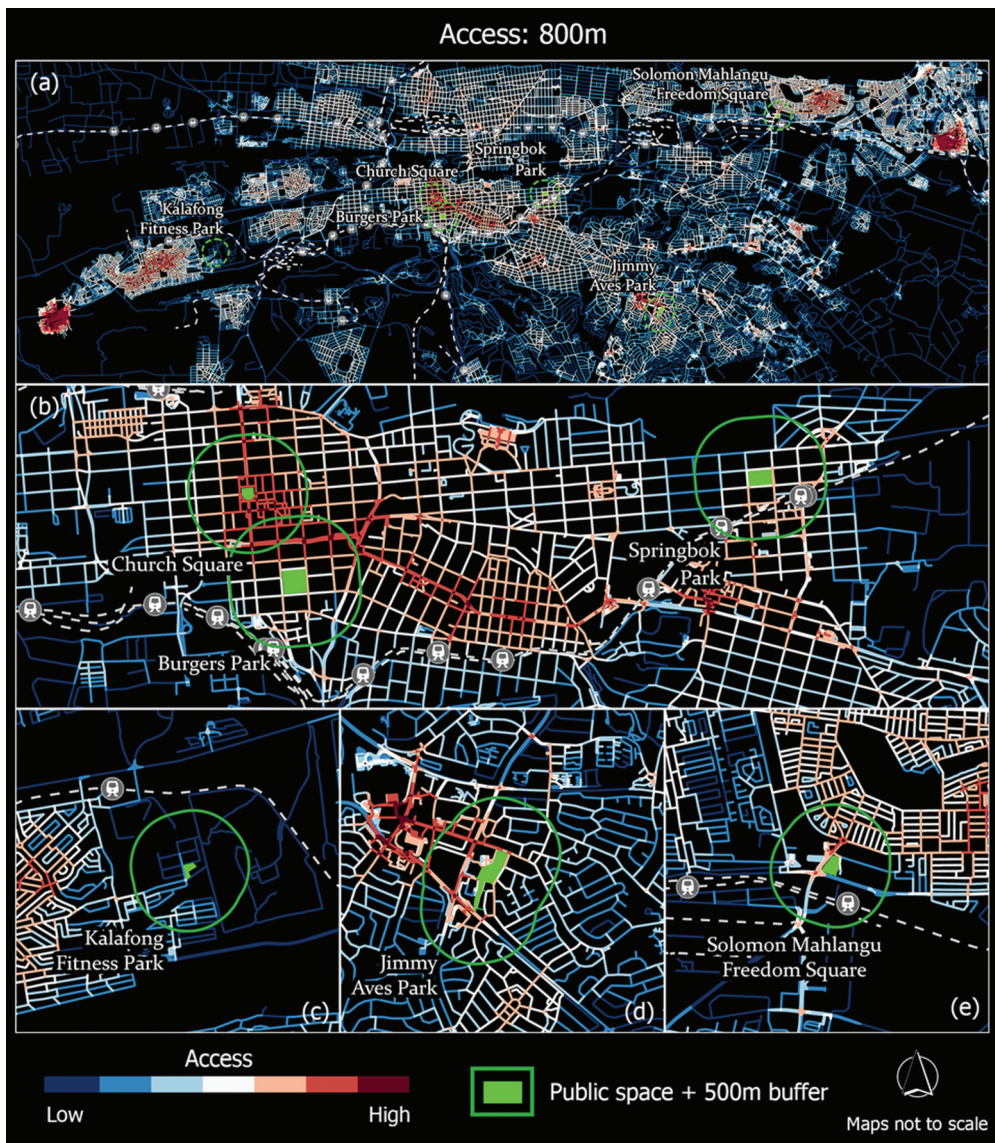 Access: 800m
(a)
Solomon Mahlangu
Freedom Square
Springbok
Park
Church Square
Kalafong
Fitness Park
Burgers Park
Jimmy
Aves Park
(b)
Church Square
Springbok
Park
Burgers Park
Kalafong
Fitness Park
(c)
Jimmy
Aves Park
(d)
Solomon Mahlangu
Freedom Square
(e)
Access
Low
High
Public space + 500m buffer
Maps not to scale